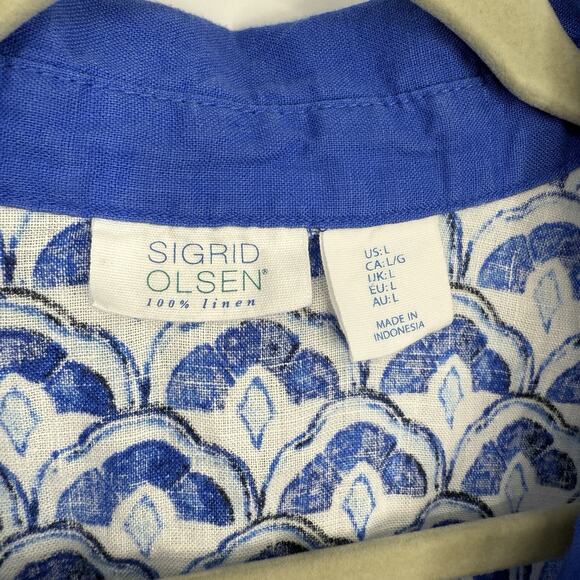 SIGRID
OLSEN®
100% linen
US: L
CA: L/G
UK: L
EU: L
AU: L
MADE IN
INDONESIA